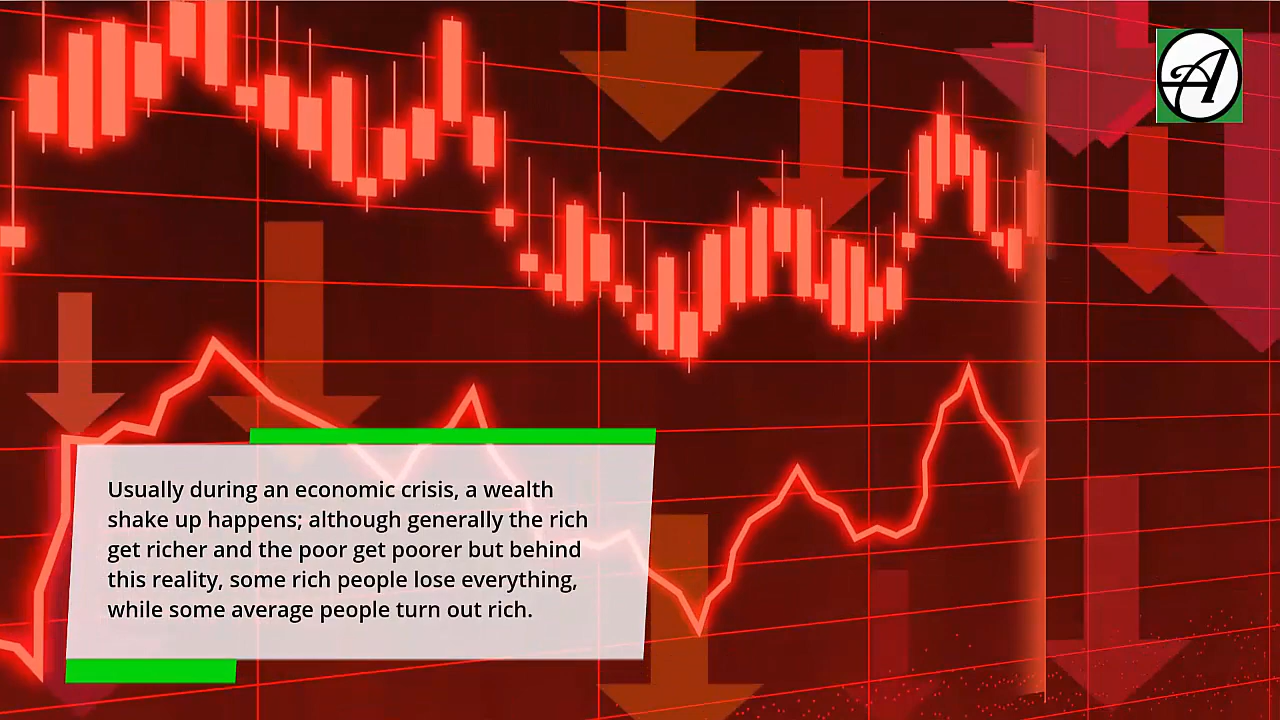 A
Usually during an economic crisis, a wealth
shake up happens; although generally the rich
get richer and the poor get poorer but behind
this reality, some rich people lose everything,
while some average people turn out rich.